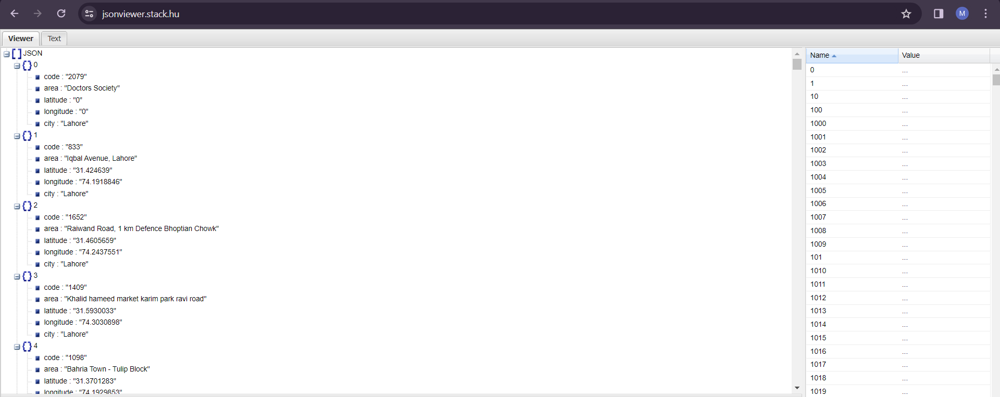 jsonviewer.stack.hu
M
Viewer Text
JSON
0
code : "2079"
area : "Doctors Society"
latitude : "0"
longitude : "0"
city : "Lahore"
1
code : "833"
area : "Iqbal Avenue, Lahore"
latitude : "31.424639"
longitude : "74.1918846"
city : "Lahore"
2
code : "1652"
area : "Raiwand Road, 1 km Defence Bhoptian Chowk"
latitude : "31.4605659"
longitude : "74.2437551"
city : "Lahore"
3
code : "1409"
area : "Khalid hameed market karim park ravi road"
latitude : "31.5930033"
longitude : "74.3030898"
city : "Lahore"
4
code : "1098"
area : "Bahria Town - Tulip Block"
latitude : "31.3701283"
longitude : "74.1929853"
Name Value
0 ...
1 ...
10 ...
100 ...
1000 ...
1001 ...
1002 ...
1003 ...
1004 ...
1005 ...
1006 ...
1007 ...
1008 ...
1009 ...
101 ...
1010 ...
1011 ...
1012 ...
1013 ...
1014 ...
1015 ...
1016 ...
1017 ...
1018 ...
1019 ...